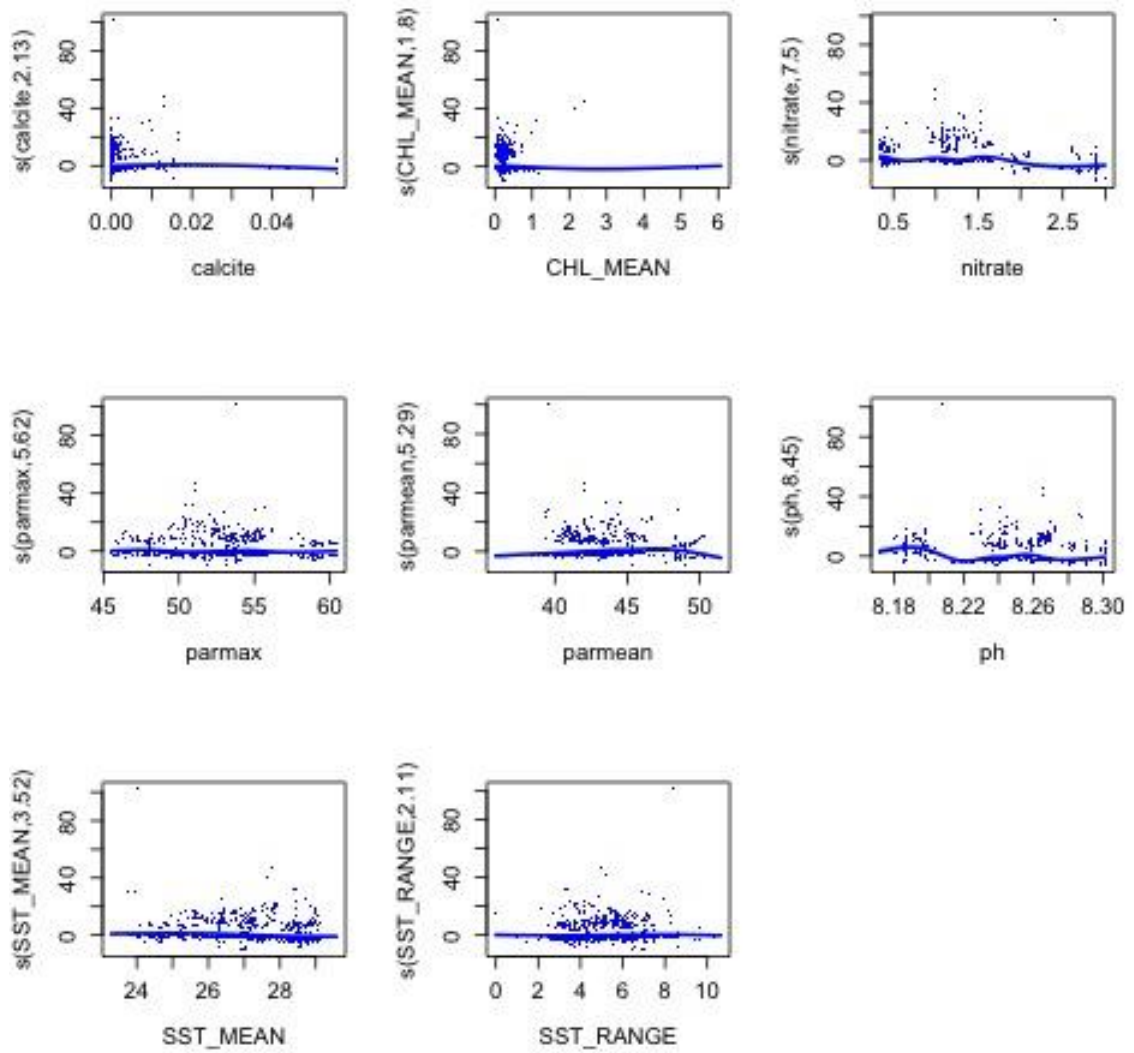 s(calcite,2.13)
0 40 80
0.00 0.02 0.04
calcite
s(CHL_MEAN,1.8)
0 40 80
0 1 2 3 4 5 6
CHL_MEAN
s(nitrate,7.5)
0 40 80
0.5 1.5 2.5
nitrate
s(parmax,5.62)
0 40 80
45 50 55 60
parmax
s(parmean,5.29)
0 40 80
40 45 50
parmean
s(ph,8.45)
0 40 80
8.18 8.22 8.26 8.30
ph
s(SST_MEAN,3.52)
0 40 80
24 26 28
SST_MEAN
s(SST_RANGE,2.11)
0 40 80
0 2 4 6 8 10
SST_RANGE